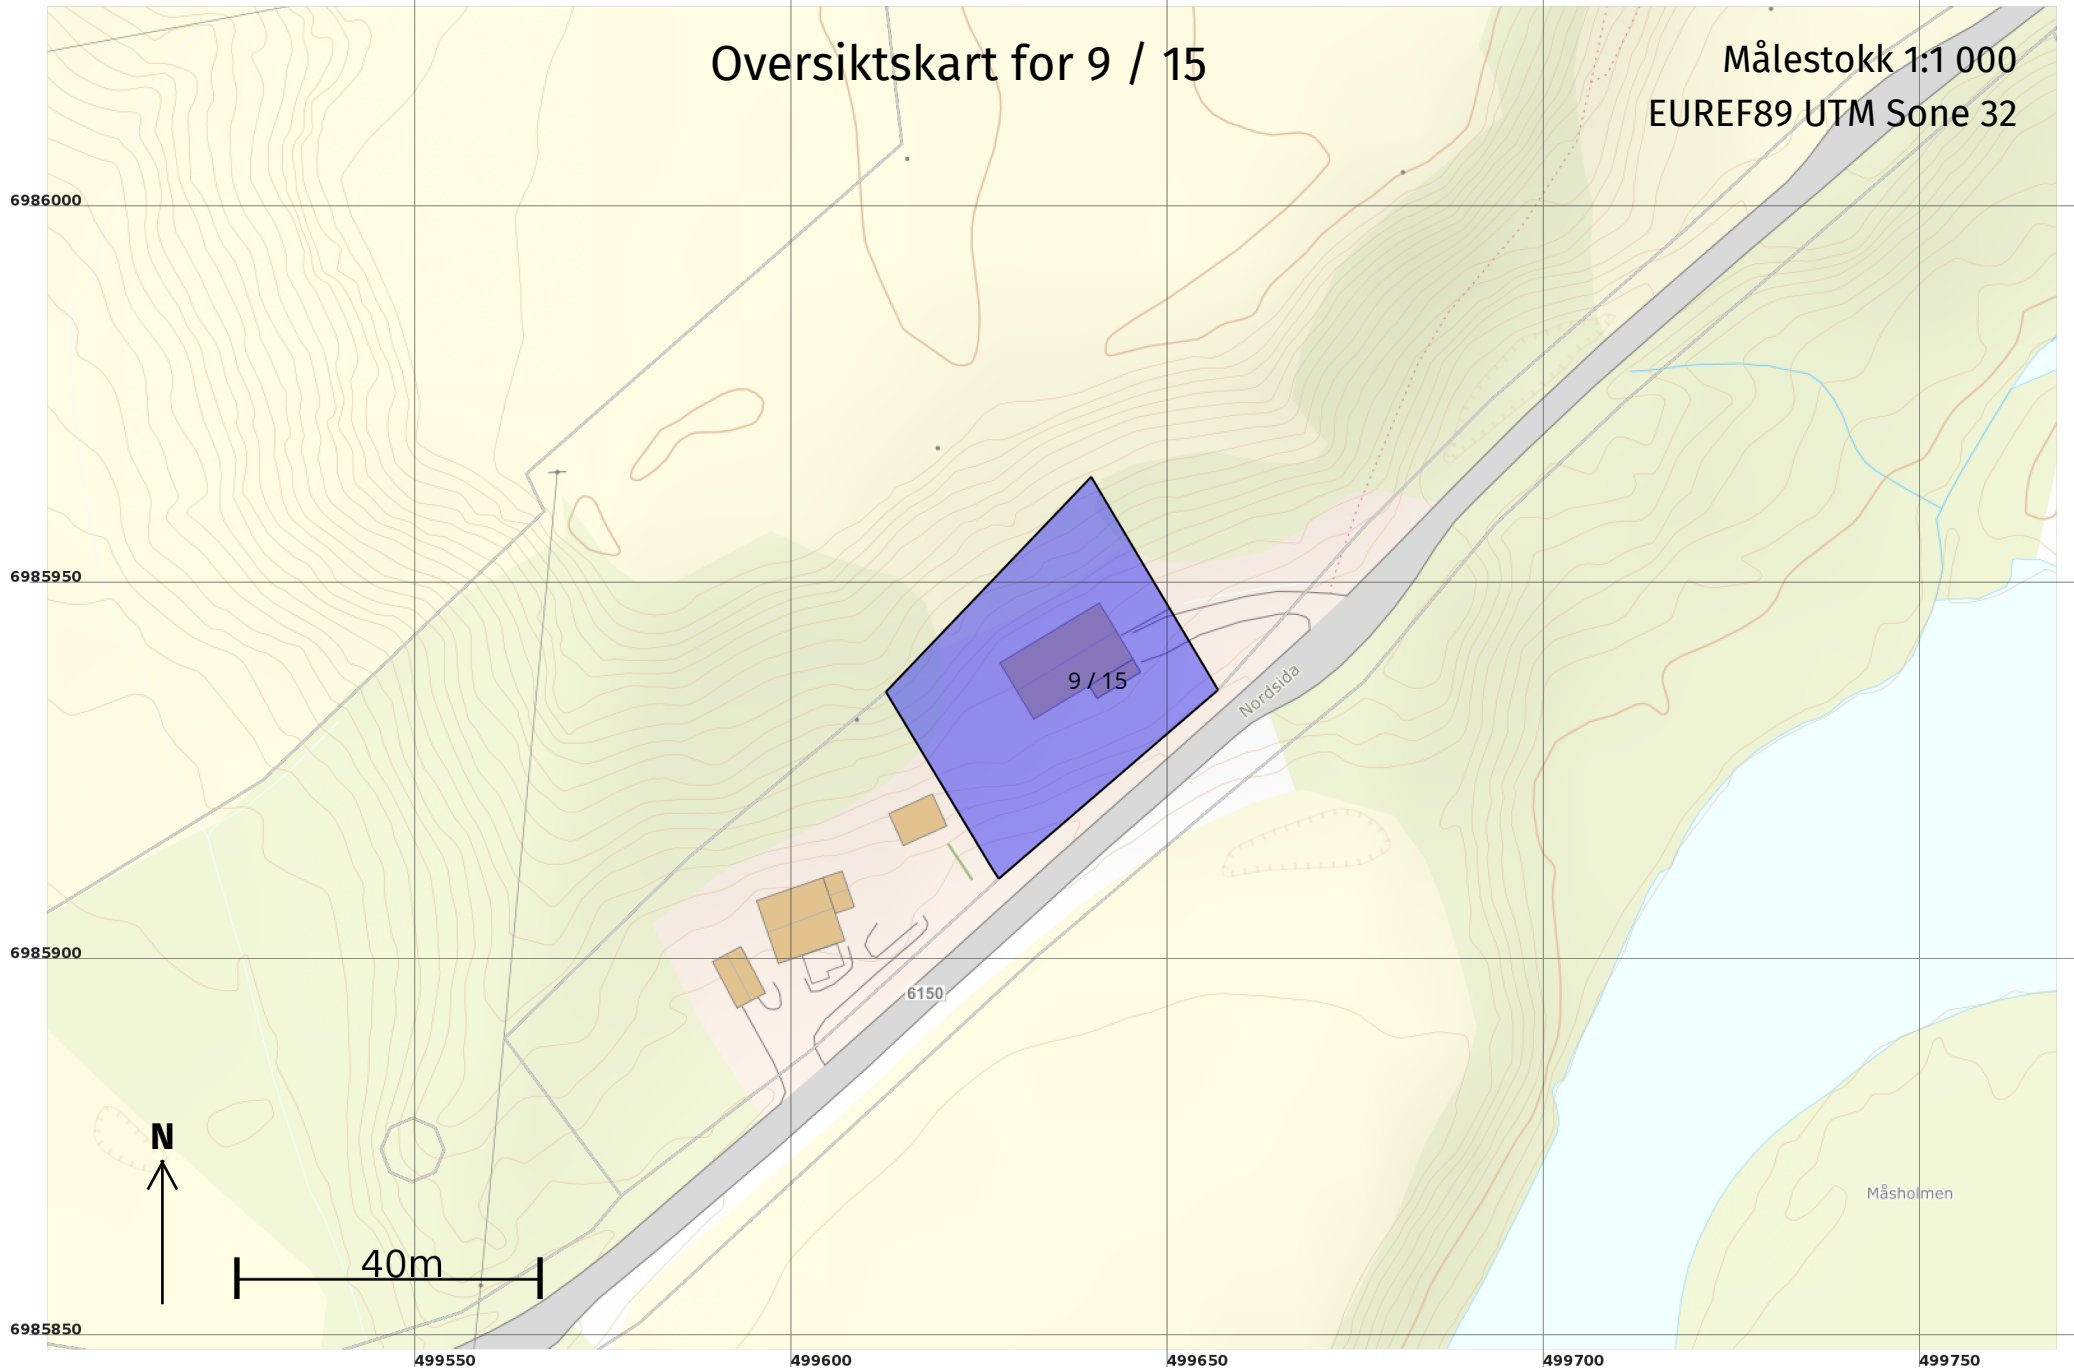 Oversiktskart for 9 / 15
Målestokk 1:1 000
EUREF89 UTM Sone 32
6986000
6985950
9 / 15
Nordsida
6985900
6150
N
Måsholmen
40m
6985850
499550
499600
499650
499700
499750